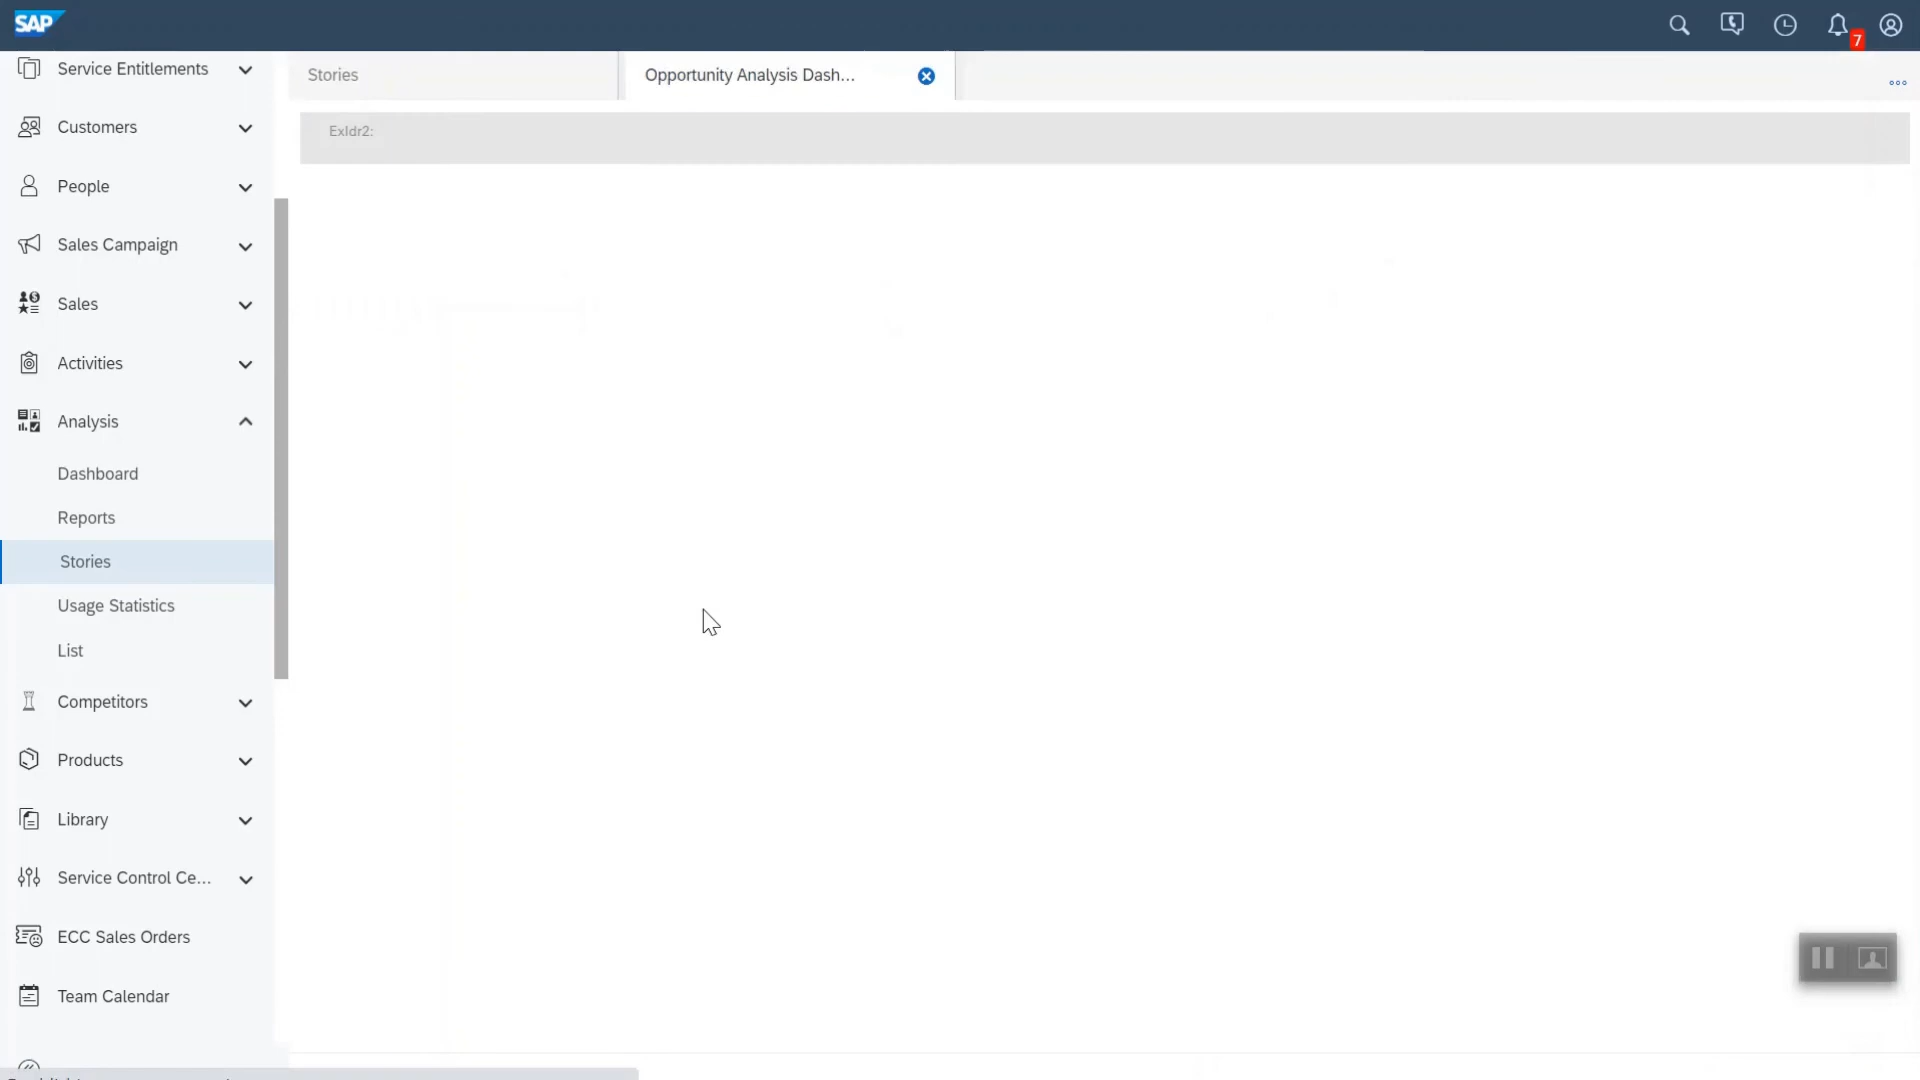 SAP
7
Service Entitlements
Customers
People
Sales Campaign
Sales
Activities
Analysis
Dashboard
Reports
Stories
Usage Statistics
List
Competitors
Products
Library
Service Control Ce...
ECC Sales Orders
Team Calendar
Stories
Opportunity Analysis Dash...
ExIdr2: